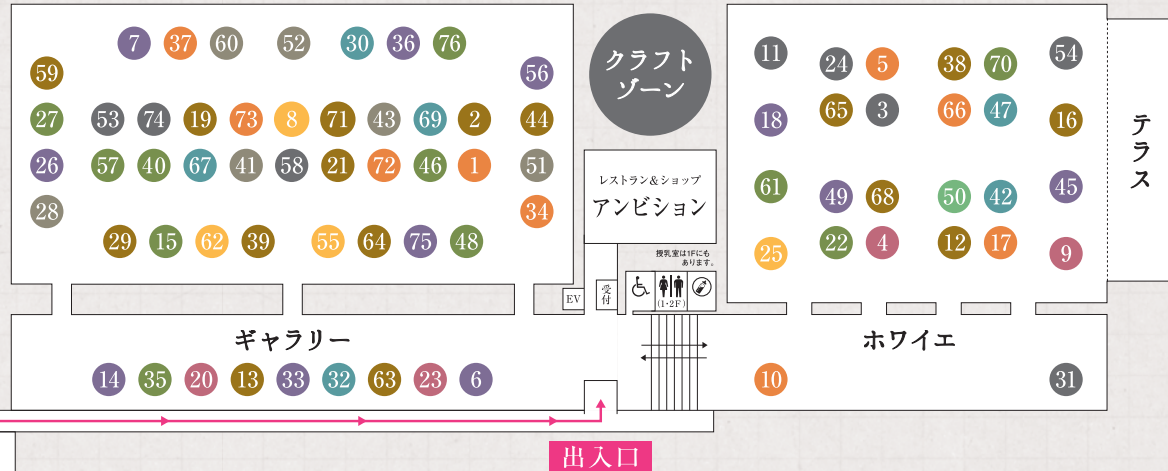 7 37 60 52 30 36 76
59 56
27 53 74 19 73 8 71 43 69 2 44
26 57 40 67 41 58 21 72 46 1 51
28 34
29 15 62 39 55 64 75 48
ギャラリー
14 35 20 13 33 32 63 23 6
クラフト
ゾーン
レストラン&ショップ
アンビション
授乳室は1Fにも
あります。
EV
受付
(1・2F)
出入口
11 24 5 38 70 54
65 3 66 47
18 16
61 49 68 50 42 45
22 4 12 17
25 9
ホワイエ
10 31
テラス